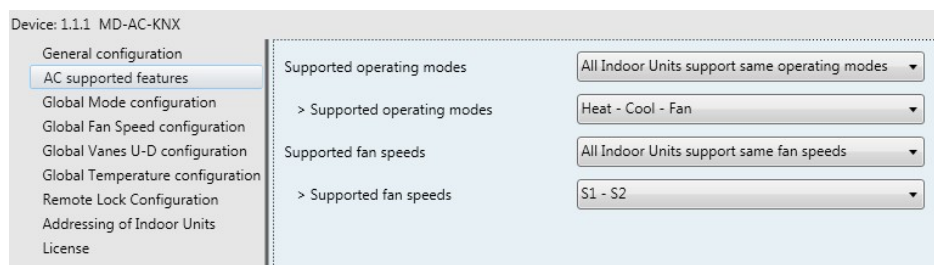 Device: 1.1.1 MD-AC-KNX
General configuration
AC supported features
Global Mode configuration
Global Fan Speed configuration
Global Vanes U-D configuration
Global Temperature configuration
Remote Lock Configuration
Addressing of Indoor Units
License
Supported operating modes
All Indoor Units support same operating modes
> Supported operating modes
Heat - Cool - Fan
Supported fan speeds
All Indoor Units support same fan speeds
> Supported fan speeds
S1 - S2